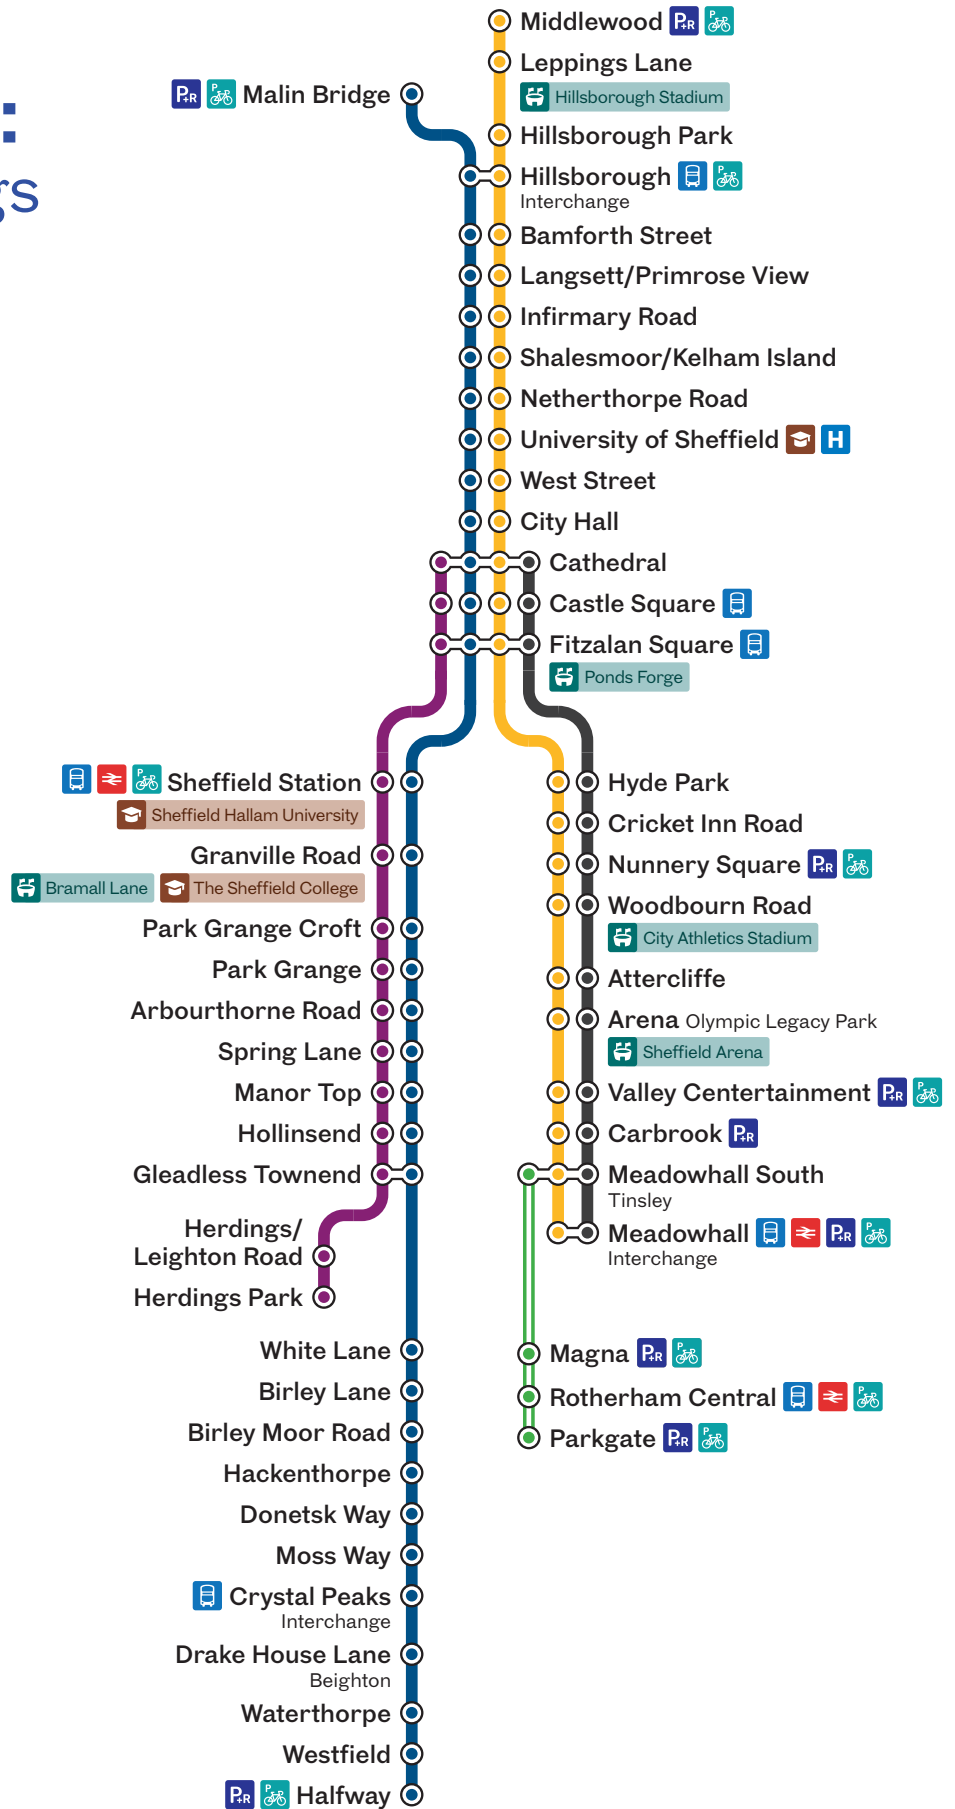 :
gs
Middlewood P+R P
Leppings Lane
Hillsborough Stadium
P+R P Malin Bridge
Hillsborough Park
Hillsborough P
Interchange
Bamforth Street
Langsett/Primrose View
Infirmary Road
Shalesmoor/Kelham Island
Netherthorpe Road
University of Sheffield H
West Street
City Hall
Cathedral
Castle Square
Fitzalan Square
Ponds Forge
P Sheffield Station
Sheffield Hallam University
Granville Road
Bramall Lane The Sheffield College
Park Grange Croft
Park Grange
Arbourthorne Road
Spring Lane
Manor Top
Hollinsend
Gleadless Townend
Herdings/
Leighton Road
Herdings Park
White Lane
Birley Lane
Birley Moor Road
Hackenthorpe
Donetsk Way
Moss Way
Crystal Peaks
Interchange
Drake House Lane
Beighton
Waterthorpe
Westfield
P+R P Halfway
Hyde Park
Cricket Inn Road
Nunnery Square P+R P
Woodbourn Road
City Athletics Stadium
Attercliffe
Arena Olympic Legacy Park
Sheffield Arena
Valley Centertainment P+R P
Carbrook P+R
Meadowhall South
Tinsley
Meadowhall P+R P
Interchange
Magna P+R P
Rotherham Central P
Parkgate P+R P